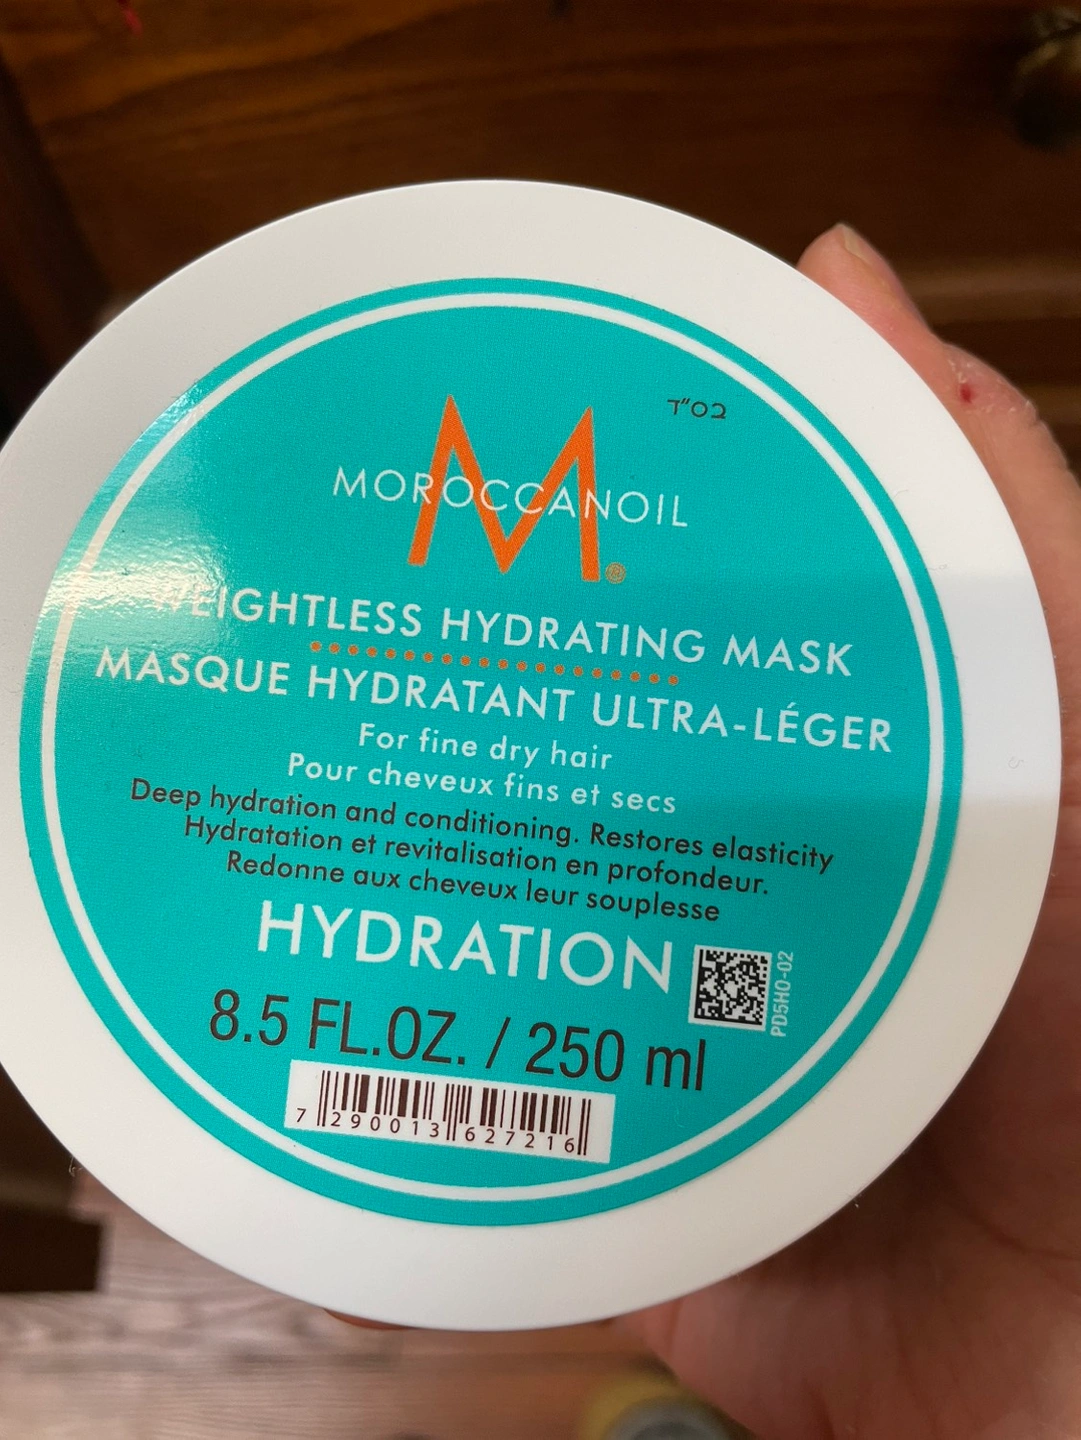 בס"ד
M
MOROCCANOIL
®
WEIGHTLESS HYDRATING MASK
MASQUE HYDRATANT ULTRA-LÉGER
For fine dry hair
Pour cheveux fins et secs
Deep hydration and conditioning. Restores elasticity
Hydratation et revitalisation en profondeur.
Redonne aux cheveux leur souplesse
HYDRATION
PD5HO-02
8.5 FL.OZ. / 250 ml
7 290013 627216